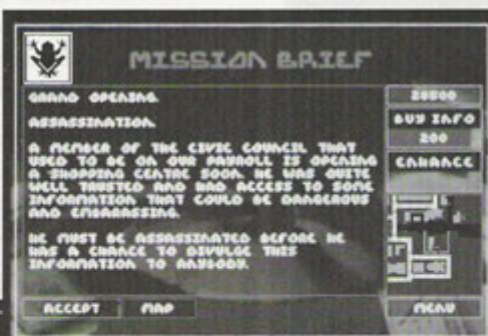 MISSION BRIEF
GRAND OPENING.
ASSASSINATION.
A MEMBER OF THE CIVIC COUNCIL THAT
USED TO BE ON OUR PAYROLL IS OPENING
A SHOPPING CENTRE SOON. HE WAS QUITE
WELL TRUSTED AND HAD ACCESS TO SOME
INFORMATION THAT COULD BE DANGEROUS
AND EMBARASSING.
HE MUST BE ASSASSINATED BEFORE HE
HAS A CHANCE TO DIVULGE THIS
INFORMATION TO ANYBODY.
28500
BUY INFO
200
ENHANCE
ACCEPT
MAP
MENU